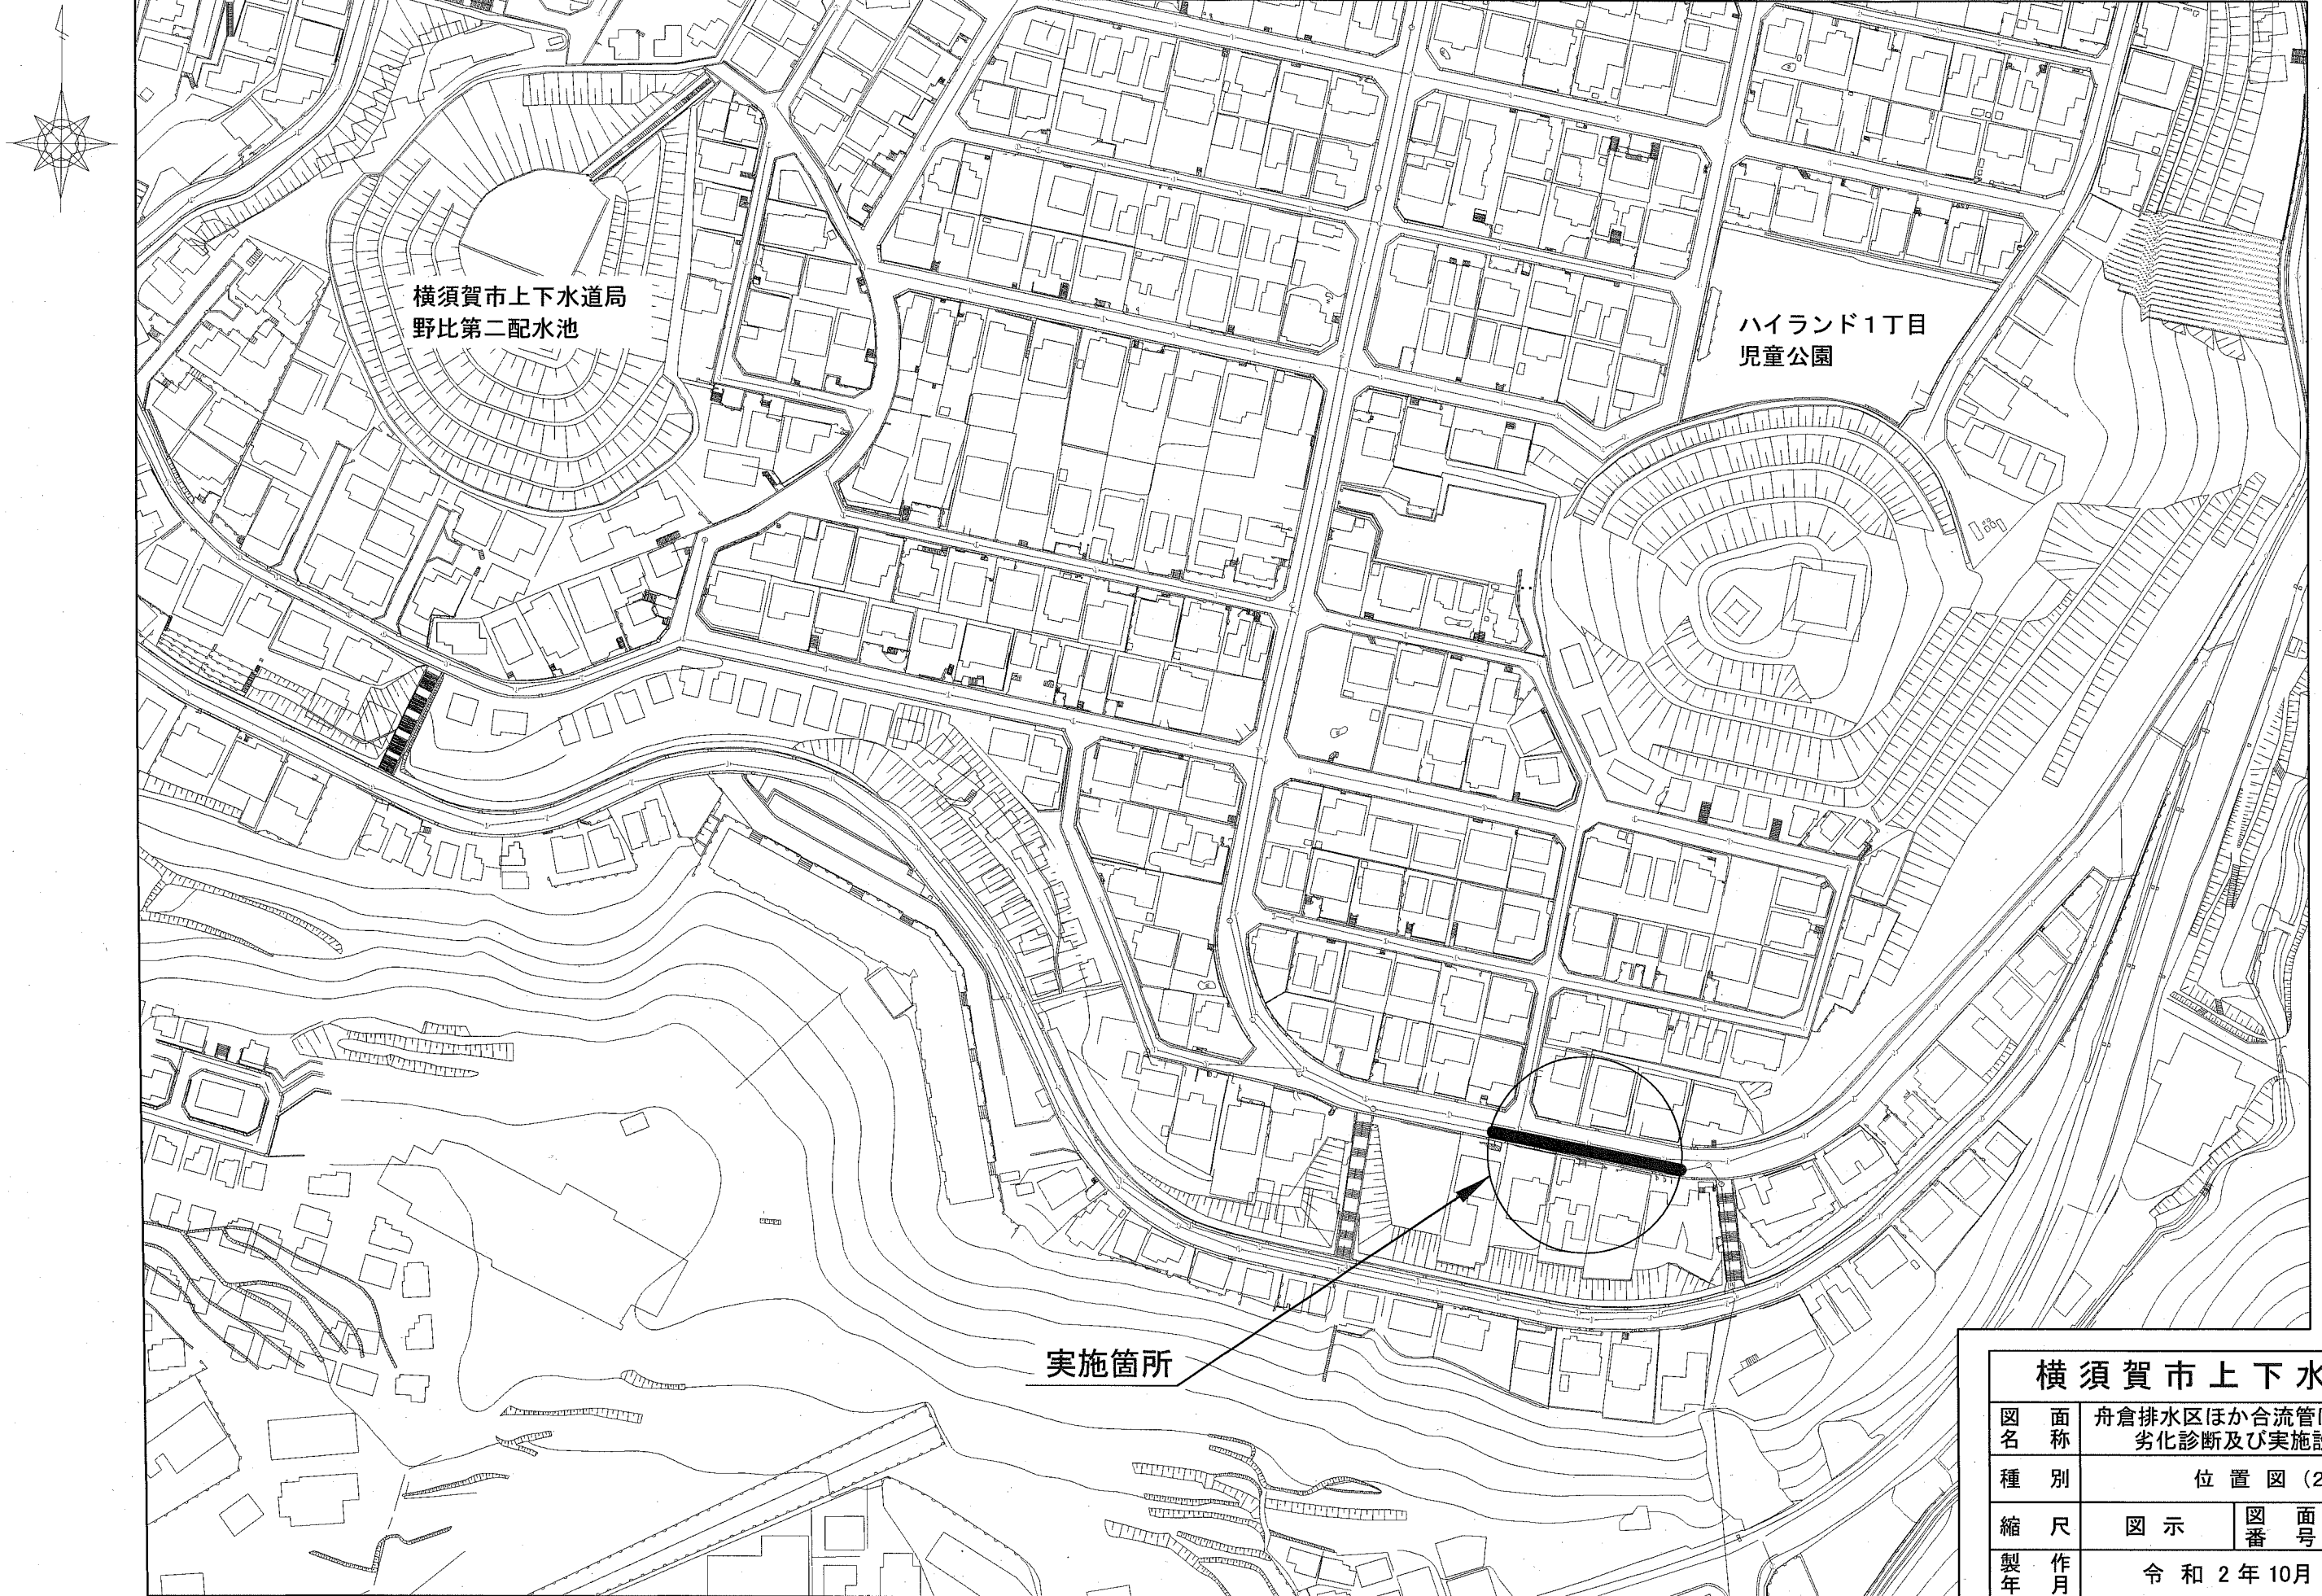 横須賀市上下水道局
野比第二配水池
ハイランド1丁目
児童公園
実施箇所
横須賀市上下水
図面名称 舟倉排水区ほか合流管
劣化診断及び実施
種別 位置図(2
縮尺 図示 図面番号
製作年月 令和2年10月